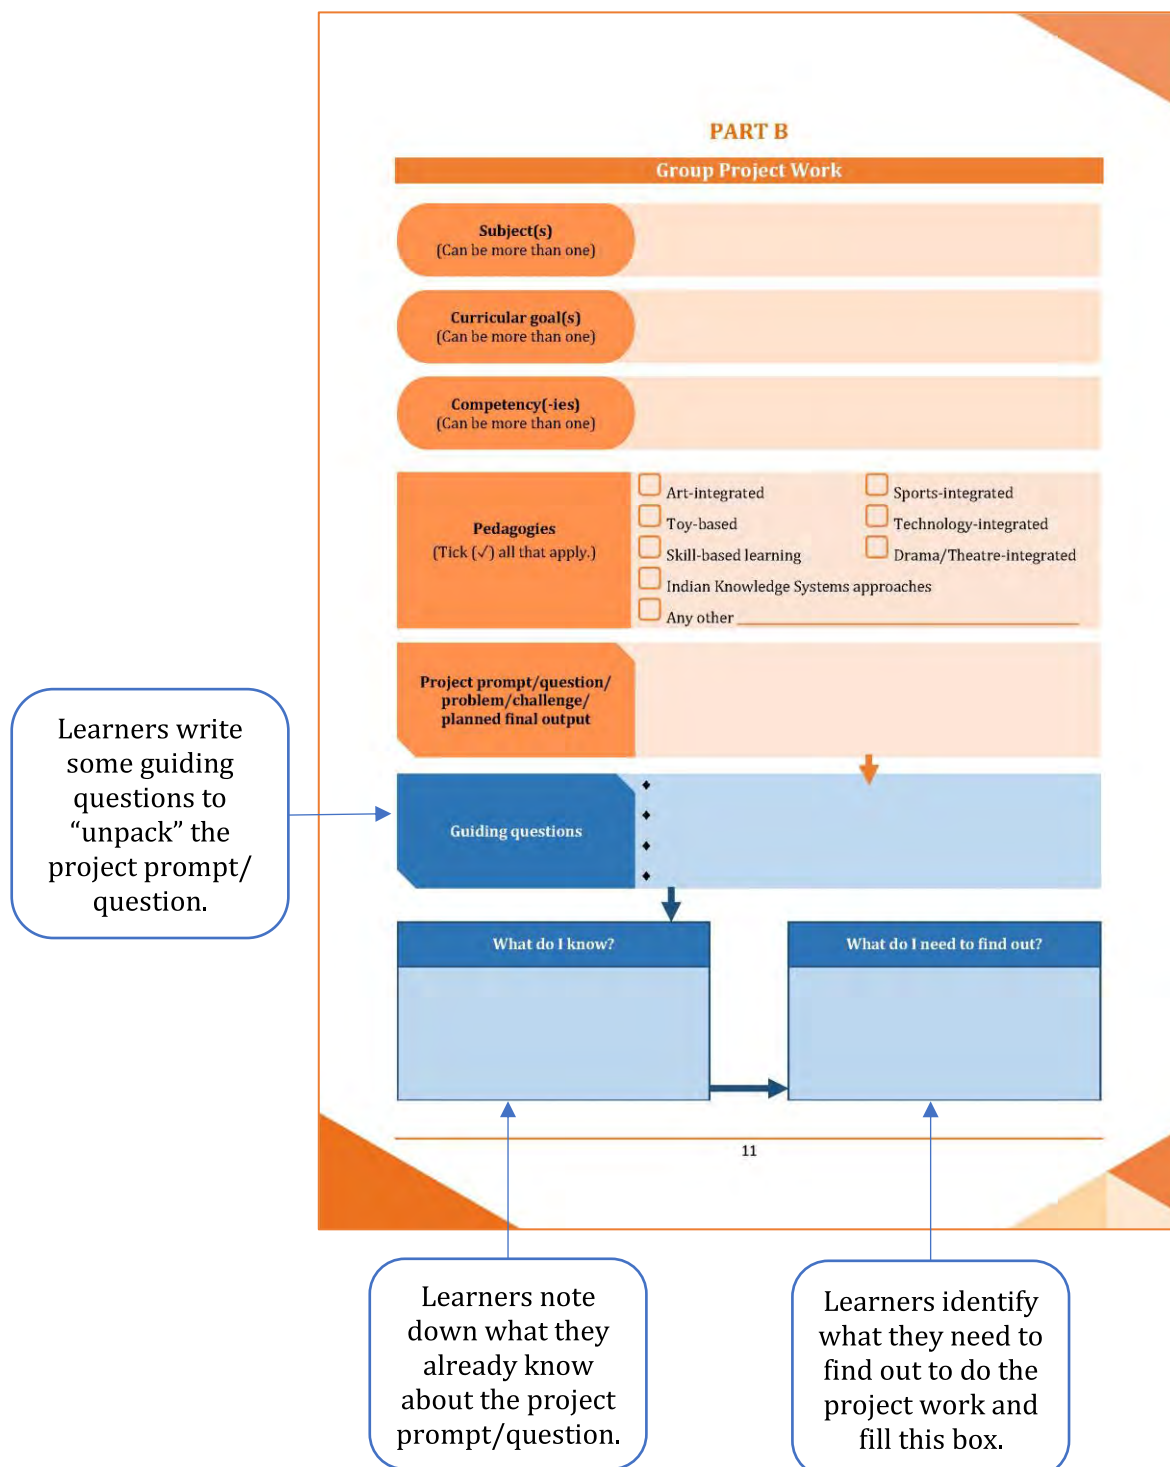 PART B
Group Project Work
Subject(s)
(Can be more than one)
Curricular goal(s)
(Can be more than one)
Competency(-ies)
(Can be more than one)
Pedagogies
(Tick (✓) all that apply.)
Art-integrated
Sports-integrated
Toy-based
Technology-integrated
Skill-based learning
Drama/Theatre-integrated
Indian Knowledge Systems approaches
Any other
Project prompt/question/
problem/challenge/
planned final output
Learners write
some guiding
questions to
“unpack” the
project prompt/
question.
Guiding questions
What do I know?
What do I need to find out?
11
Learners note
down what they
already know
about the project
prompt/question.
Learners identify
what they need to
find out to do the
project work and
fill this box.